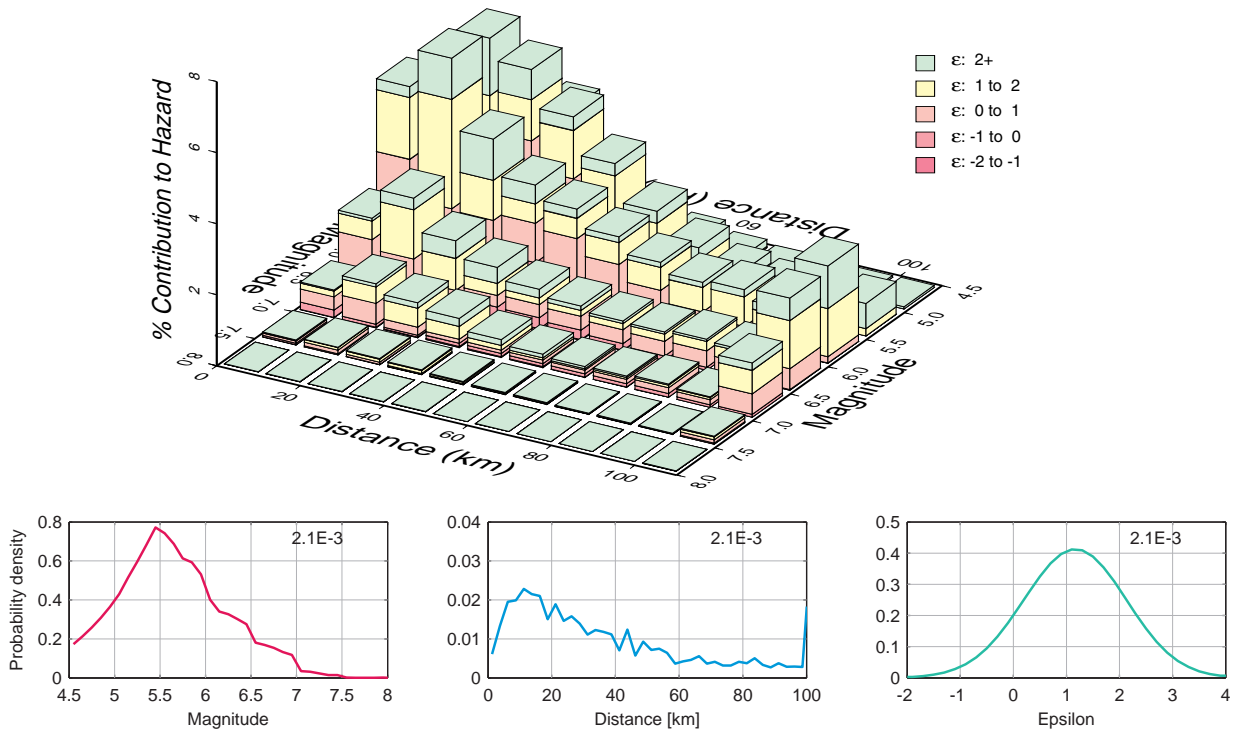 % Contribution to Hazard
8
6
4
2
0
ε: 2+
ε: 1 to 2
ε: 0 to 1
ε: -1 to 0
ε: -2 to -1
60
100
Magnitude
7.0
7.5
8.0
0
20
40
60
80
100
Distance (km)
4.5
5.0
5.5
6.0
6.5
7.0
7.5
8.0
Magnitude
Probability density
0.8
0.6
0.4
0.2
0
4.5 5 5.5 6 6.5 7 7.5 8
Magnitude
2.1E-3
0.04
0.03
0.02
0.01
0
0 20 40 60 80 100
Distance [km]
2.1E-3
0.5
0.4
0.3
0.2
0.1
0
-2 -1 0 1 2 3 4
Epsilon
2.1E-3